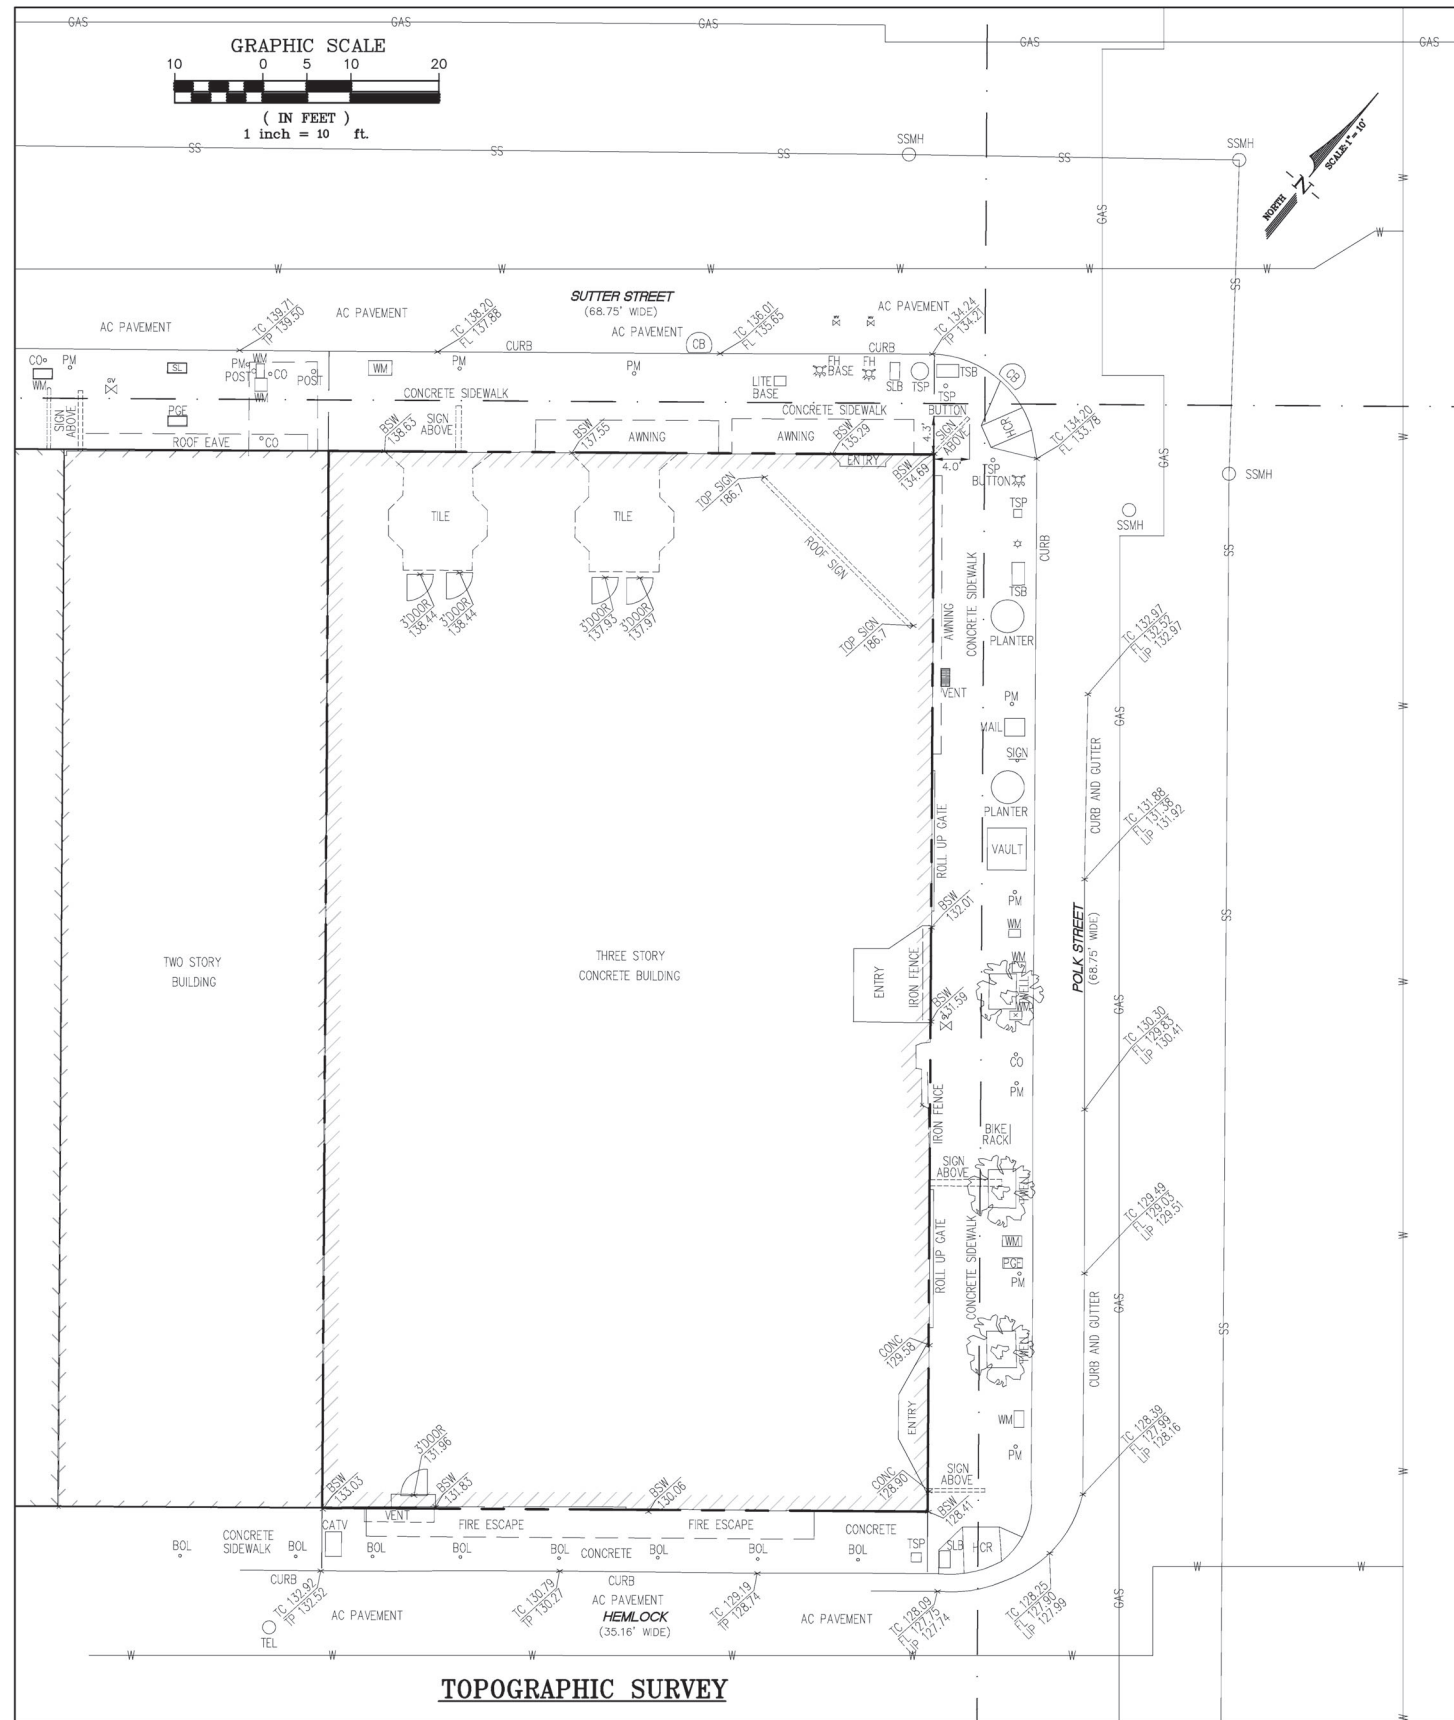 GAS
GAS
GAS
GAS
GAS
GRAPHIC SCALE
10 0 5 10 20
( IN FEET )
1 inch = 10 ft.
SS
SS
SS
SS
SSMH
SSMH
NORTH
N
SCALE: 1" = 10'
GAS
W
W
W
W
W
W
W
W
SS
SUTTER STREET
(68.75' WIDE)
AC PAVEMENT
AC PAVEMENT
AC PAVEMENT
AC PAVEMENT
TC 139.71
TP 139.50
TC 138.20
FL 137.88
TC 136.01
FL 135.65
TC 134.24
TP 134.21
CURB
CB
CURB
CO
PM
WM
SL
PM
WM
POST
CO
POST
WM
WM
PM
PM
LITE
BASE
FH
BASE
FH
SLB
TSP
TSB
TSP
BUTTON
CB
HCR
TC 134.20
FL 133.78
SIGN
ABOVE
PGE
ROOF EAVE
CO
CONCRETE SIDEWALK
BSW
138.63
SIGN
ABOVE
BSW
137.55
AWNING
AWNING
CONCRETE SIDEWALK
BSW
135.29
ENTRY
BSW
134.69
4.3'
SIGN
ABOVE
4.0'
TSP
BUTTON
TSP
SSMH
SSMH
GAS
W
TILE
TILE
TOP SIGN
186.7
ROOF SIGN
TOP SIGN
186.7
3'DOOR
138.44
3'DOOR
138.44
3'DOOR
137.93
3'DOOR
137.97
CURB
SS
TSB
CONCRETE SIDEWALK
AWNING
PLANTER
TC 132.97
FL 132.52
LIP 132.97
VENT
PM
MAIL
SIGN
GAS
W
CURB AND GUTTER
PLANTER
ROLL UP GATE
VAULT
TC 131.88
FL 131.38
LIP 131.92
PM
BSW
132.01
WM
POLK STREET
(68.75' WIDE)
SS
TWO STORY
BUILDING
THREE STORY
CONCRETE BUILDING
ENTRY
IRON FENCE
BSW
131.59
WM
WM
GAS
W
TC 130.30
FL 129.83
LIP 130.41
CO
PM
IRON FENCE
BIKE
RACK
SIGN
ABOVE
TC 129.49
FL 129.03
LIP 129.51
ROLL UP GATE
CONCRETE SIDEWALK
WM
PGE
PM
W
GAS
SS
CURB AND GUTTER
CONC
129.58
ENTRY
WM
PM
TC 128.39
FL 127.99
LIP 128.16
3'DOOR
131.96
BSW
133.03
BSW
131.83
BSW
130.06
CONC
128.90
SIGN
ABOVE
BSW
128.41
W
CONCRETE
SIDEWALK
BOL
BOL
CATV
VENT
FIRE ESCAPE
FIRE ESCAPE
CONCRETE
BOL
BOL
BOL
CONCRETE
BOL
BOL
BOL
TSP
SLB
HCR
CURB
TC 132.92
TP 132.52
CURB
AC PAVEMENT
TC 130.79
TP 130.27
AC PAVEMENT
HEMLOCK
(35.16' WIDE)
TC 129.19
TP 128.74
AC PAVEMENT
TC 128.09
FL 127.75
LIP 127.74
TC 128.25
FL 127.90
LIP 127.99
GAS
W
W
TEL
W
W
W
W
W
W
W
TOPOGRAPHIC SURVEY